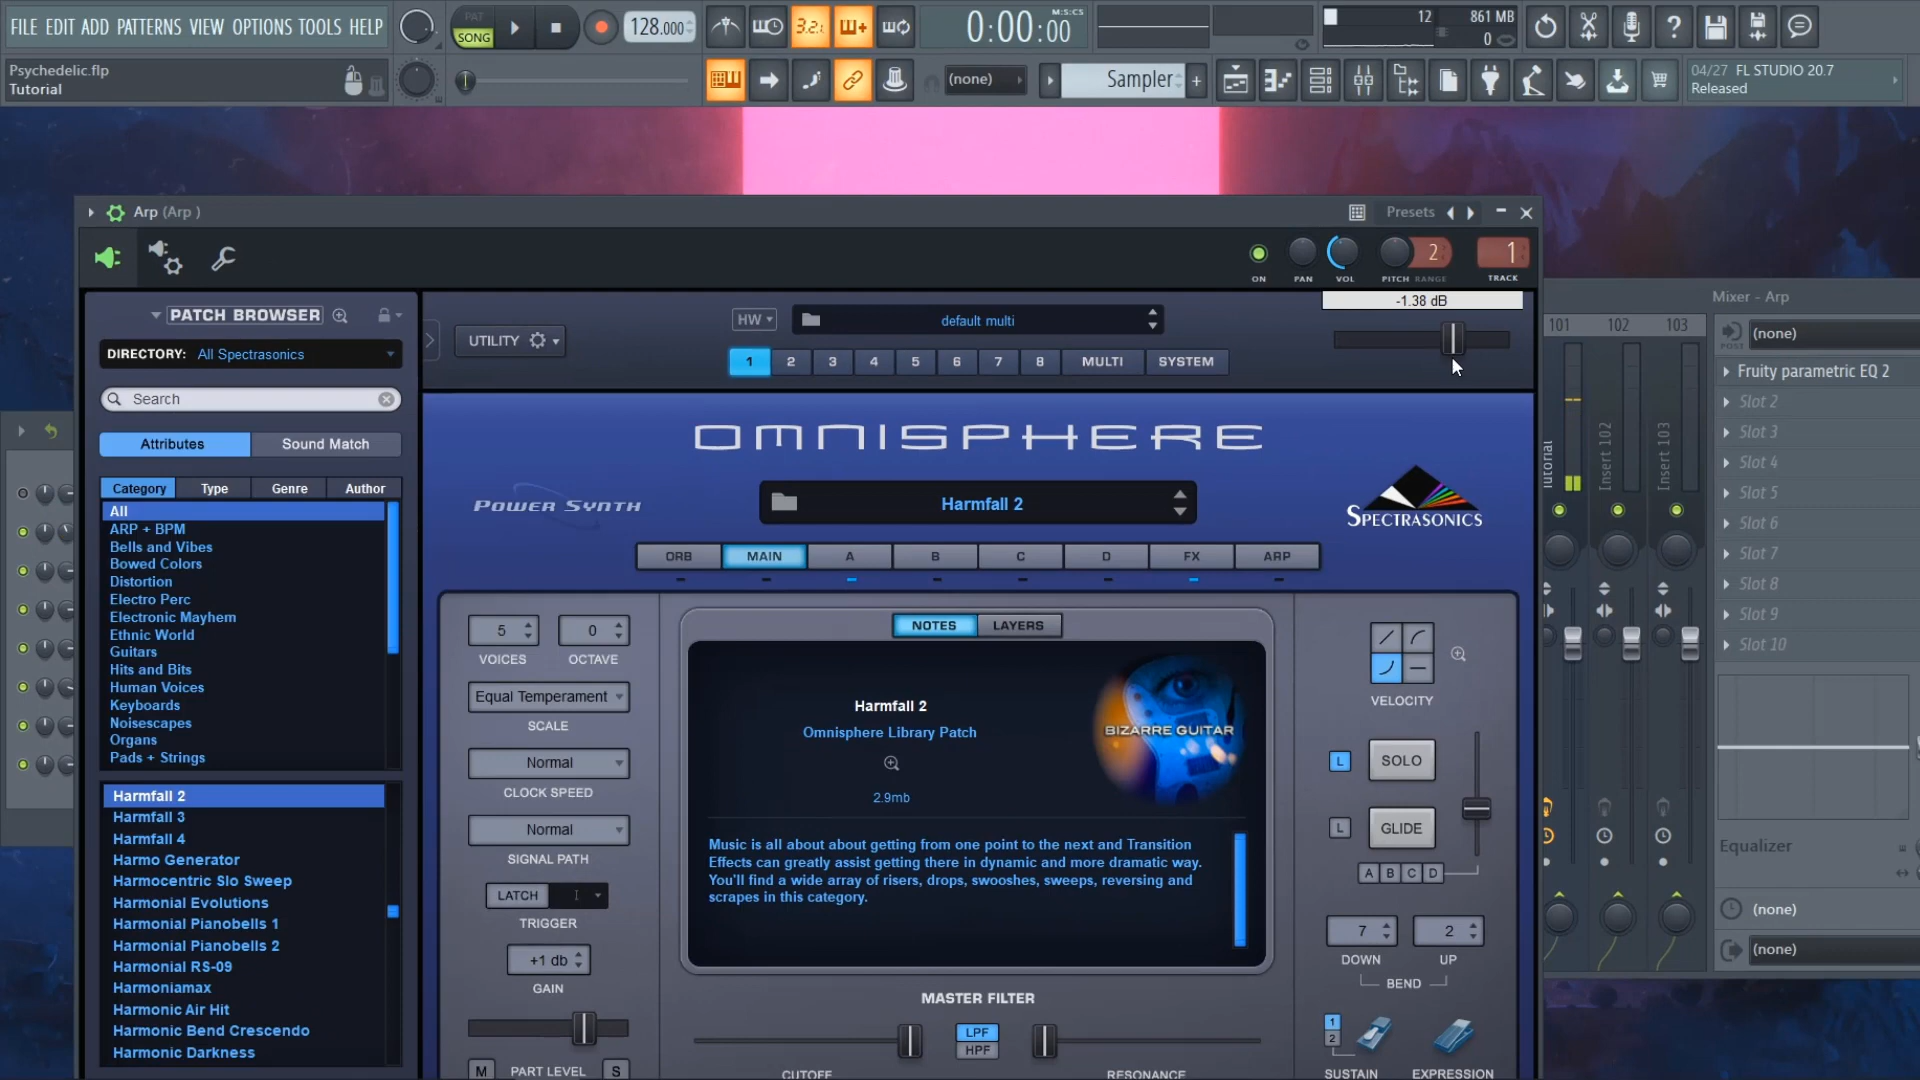 FILE EDIT ADD PATTERNS VIEW OPTIONS TOOLS HELP
PAT
SONG
128.000
3.2.1
0:00:00
M:S:CS
12
861 MB
0
Psychedelic.flp
Tutorial
(none)
Sampler
04/27 FL STUDIO 20.7
Released
Arp (Arp )
Presets
ON
PAN
VOL
PITCH
RANGE
2
1
TRACK
-1.38 dB
PATCH BROWSER
DIRECTORY: All Spectrasonics
Search
Attributes
Sound Match
Category
Type
Genre
Author
All
ARP + BPM
Bells and Vibes
Bowed Colors
Distortion
Electro Perc
Electronic Mayhem
Ethnic World
Guitars
Hits and Bits
Human Voices
Keyboards
Noisescapes
Organs
Pads + Strings
Harmfall 2
Harmfall 3
Harmfall 4
Harmo Generator
Harmocentric Slo Sweep
Harmonial Evolutions
Harmonial Pianobells 1
Harmonial Pianobells 2
Harmonial RS-09
Harmoniamax
Harmonic Air Hit
Harmonic Bend Crescendo
Harmonic Darkness
UTILITY
HW
default multi
1 2 3 4 5 6 7 8 MULTI SYSTEM
OMNISPHERE
POWER SYNTH
Harmfall 2
SPECTRASONICS
ORB MAIN A B C D FX ARP
5
VOICES
0
OCTAVE
Equal Temperament
SCALE
Normal
CLOCK SPEED
Normal
SIGNAL PATH
LATCH
TRIGGER
+1 db
GAIN
M PART LEVEL S
NOTES LAYERS
Harmfall 2
Omnisphere Library Patch
2.9mb
BIZARRE GUITAR
Music is all about about getting from one point to the next and Transition
Effects can greatly assist getting there in dynamic and more dramatic way.
You'll find a wide array of risers, drops, swooshes, sweeps, reversing and
scrapes in this category.
MASTER FILTER
LPF
HPF
CUTOFF
RESONANCE
VELOCITY
L SOLO
L GLIDE
A B C D
7
DOWN
2
UP
BEND
1
2
SUSTAIN
EXPRESSION
Mixer - Arp
101 102 103
Insert 102
Insert 103
POST
(none)
Fruity parametric EQ 2
Slot 2
Slot 3
Slot 4
Slot 5
Slot 6
Slot 7
Slot 8
Slot 9
Slot 10
Equalizer
(none)
(none)